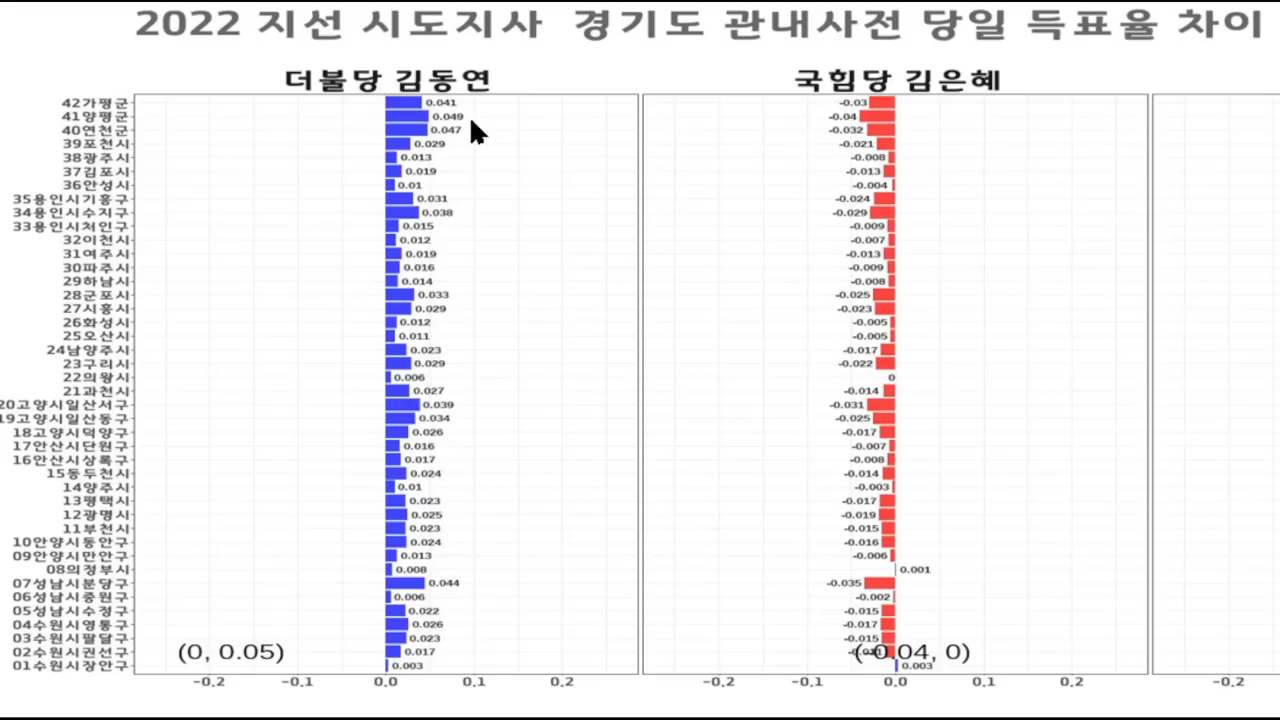 2022 지선 시도지사 경기도 관내사전 당일 득표율 차이
더불당 김동연 국힘당 김은혜
42가평군 0.041 -0.03
41양평군 0.049 -0.04
40연천군 0.047 -0.032
39포천시 0.029 -0.021
38광주시 0.013 -0.008
37김포시 0.019 -0.013
36안성시 0.01 -0.004
35용인시기흥구 0.031 -0.024
34용인시수지구 0.038 -0.029
33용인시처인구 0.015 -0.009
32이천시 0.012 -0.007
31여주시 0.019 -0.013
30파주시 0.016 -0.009
29하남시 0.014 -0.008
28군포시 0.033 -0.025
27시흥시 0.029 -0.023
26화성시 0.012 -0.005
25오산시 0.011 -0.005
24남양주시 0.023 -0.017
23구리시 0.029 -0.022
22의왕시 0.006 0
21과천시 0.027 -0.014
20고양시일산서구 0.039 -0.031
19고양시일산동구 0.034 -0.025
18고양시덕양구 0.026 -0.017
17안산시단원구 0.016 -0.007
16안산시상록구 0.017 -0.008
15동두천시 0.024 -0.014
14양주시 0.01 -0.003
13평택시 0.023 -0.017
12광명시 0.025 -0.019
11부천시 0.023 -0.015
10안양시동안구 0.024 -0.016
09안양시만안구 0.013 -0.006
08의정부시 0.008 0.001
07성남시분당구 0.044 -0.035
06성남시중원구 0.006 -0.002
05성남시수정구 0.022 -0.015
04수원시영통구 0.026 -0.017
03수원시팔달구 0.023 -0.015
02수원시권선구 (0, 0.05) 0.017 (-0.04, 0)
01수원시장안구 0.003 0.003
-0.2 -0.1 0.0 0.1 0.2 -0.2 -0.1 0.0 0.1 0.2 -0.2